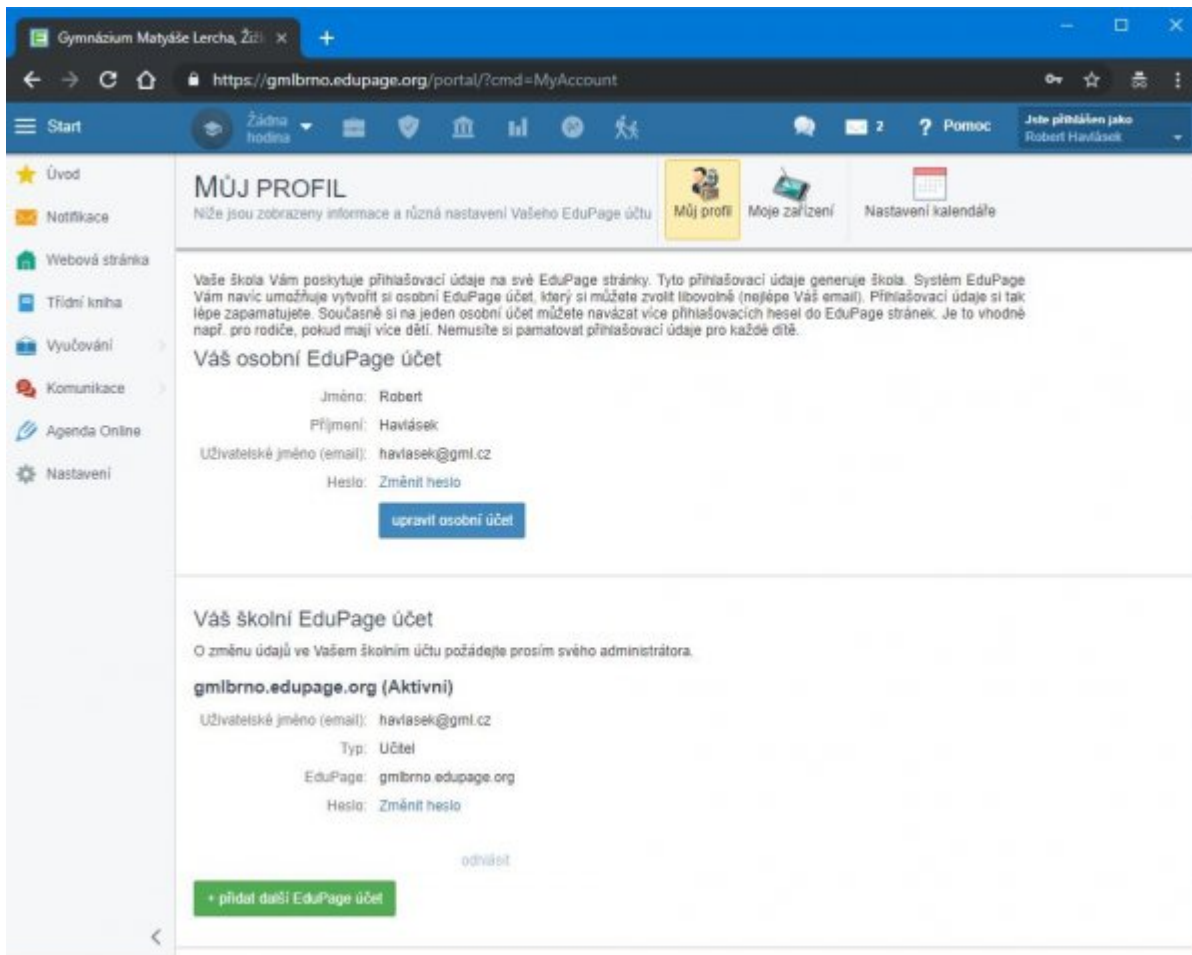 Gymnázium Matyáše Lercha, Žiž
https://gmlbrno.edupage.org/portal/?cmd=MyAccount
Start
Žádna hodina
2
? Pomoc
Jste přihlášen jako
Robert Havlásek
Úvod
Notifikace
Webová stránka
Třídní kniha
Vyučování
Komunikace
Agenda Online
Nastavení
MŮJ PROFIL
Níže jsou zobrazeny informace a různá nastavení Vašeho EduPage účtu
Můj profil
Moje zařízení
Nastavení kalendáře
Vaše škola Vám poskytuje přihlašovací údaje na své EduPage stránky. Tyto přihlašovací údaje generuje škola. Systém EduPage
Vám navíc umožňuje vytvořit si osobní EduPage účet, který si můžete zvolit libovolně (nejlépe Váš email). Přihlašovací údaje si tak
lépe zapamatujete. Současně si na jeden osobní účet můžete navázat více přihlašovacích hesel do EduPage stránek. Je to vhodné
např. pro rodiče, pokud mají více dětí. Nemusíte si pamatovat přihlašovací údaje pro každé dítě.
Váš osobní EduPage účet
Jméno: Robert
Příjmení: Havlásek
Uživatelské jméno (email): havlasek@gml.cz
Heslo: Změnit heslo
upravit osobní účet
Váš školní EduPage účet
O změnu údajů ve Vašem školním účtu požádejte prosím svého administrátora.
gmlbrno.edupage.org (Aktivní)
Uživatelské jméno (email): havlasek@gml.cz
Typ: Učitel
EduPage: gmlbrno.edupage.org
Heslo: Změnit heslo
odhlásit
+ přidat další EduPage účet